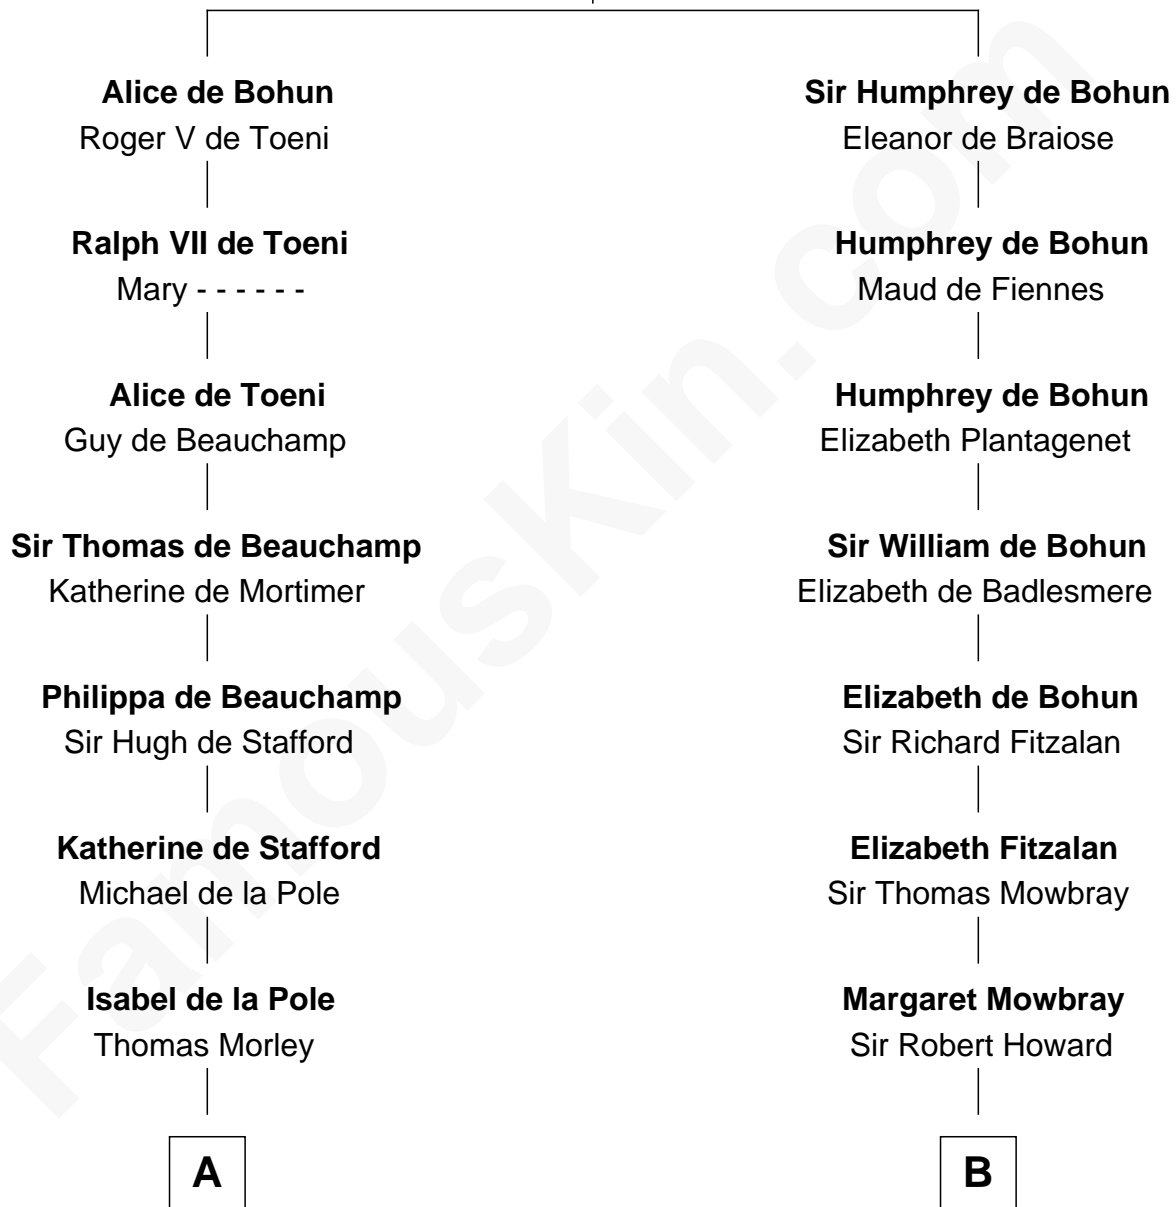 Alice de Bohun
Roger V de Toeni
Ralph VII de Toeni
Mary - - - - - -
Alice de Toeni
Guy de Beauchamp
Sir Thomas de Beauchamp
Katherine de Mortimer
Philippa de Beauchamp
Sir Hugh de Stafford
Katherine de Stafford
Michael de la Pole
Isabel de la Pole
Thomas Morley
A
Sir Humphrey de Bohun
Eleanor de Braiose
Humphrey de Bohun
Maud de Fiennes
Humphrey de Bohun
Elizabeth Plantagenet
Sir William de Bohun
Elizabeth de Badlesmere
Elizabeth de Bohun
Sir Richard Fitzalan
Elizabeth Fitzalan
Sir Thomas Mowbray
Margaret Mowbray
Sir Robert Howard
B
FamousKin.com